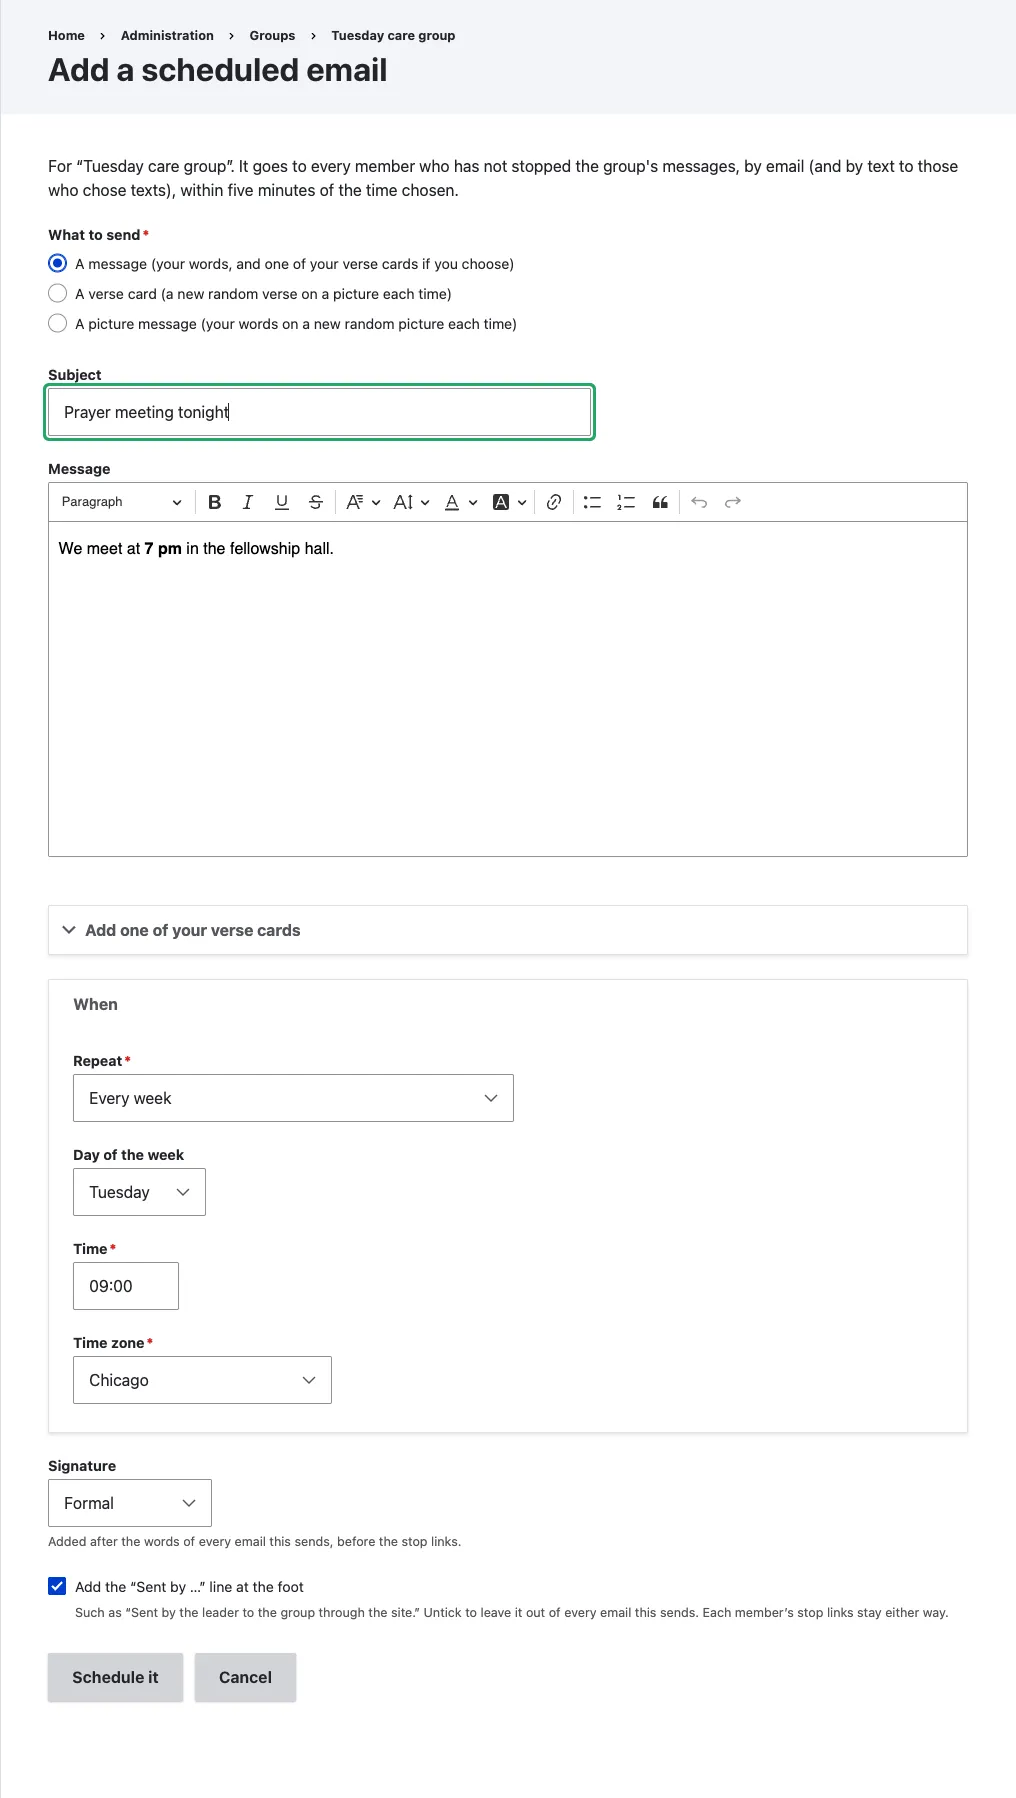 Home › Administration › Groups › Tuesday care group
Add a scheduled email
For “Tuesday care group”. It goes to every member who has not stopped the group's messages, by email (and by text to those
who chose texts), within five minutes of the time chosen.
What to send*
A message (your words, and one of your verse cards if you choose)
A verse card (a new random verse on a picture each time)
A picture message (your words on a new random picture each time)
Subject
Prayer meeting tonight
Message
Paragraph
We meet at 7 pm in the fellowship hall.
Add one of your verse cards
When
Repeat*
Every week
Day of the week
Tuesday
Time*
09:00
Time zone*
Chicago
Signature
Formal
Added after the words of every email this sends, before the stop links.
Add the “Sent by …” line at the foot
Such as “Sent by the leader to the group through the site.” Untick to leave it out of every email this sends. Each member’s stop links stay either way.
Schedule it
Cancel